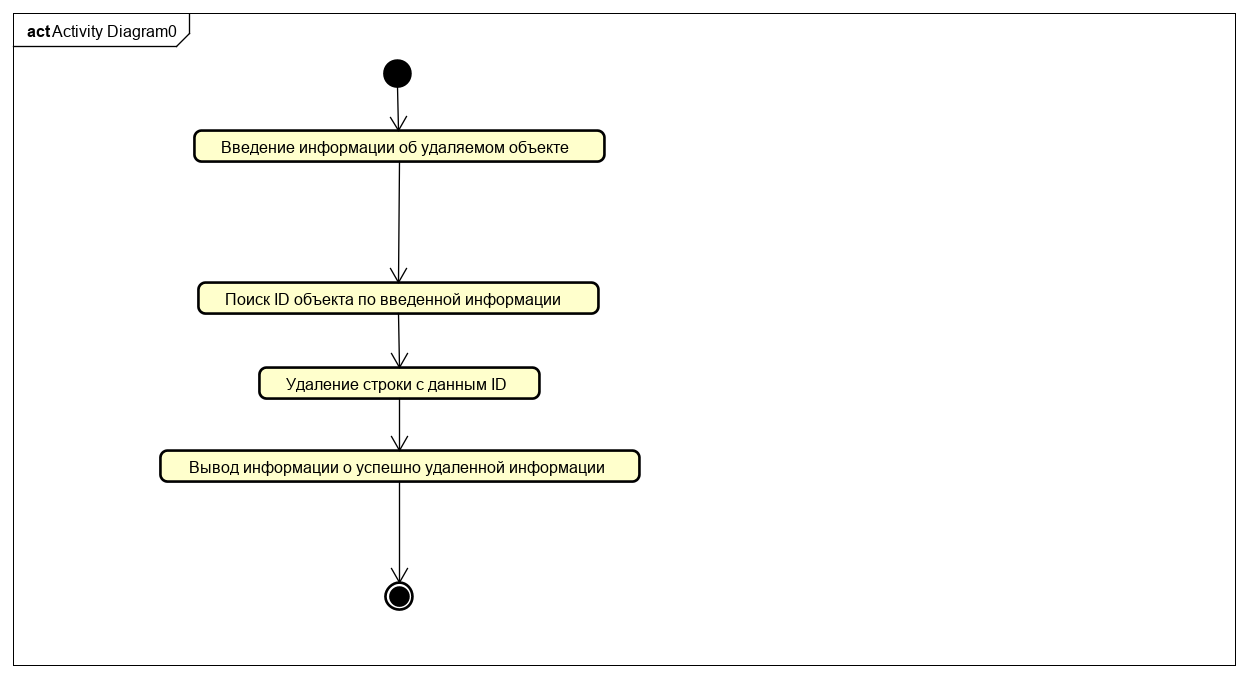 act Activity Diagram0
Введение информации об удаляемом объекте
Поиск ID объекта по введенной информации
Удаление строки с данным ID
Вывод информации о успешно удаленной информации